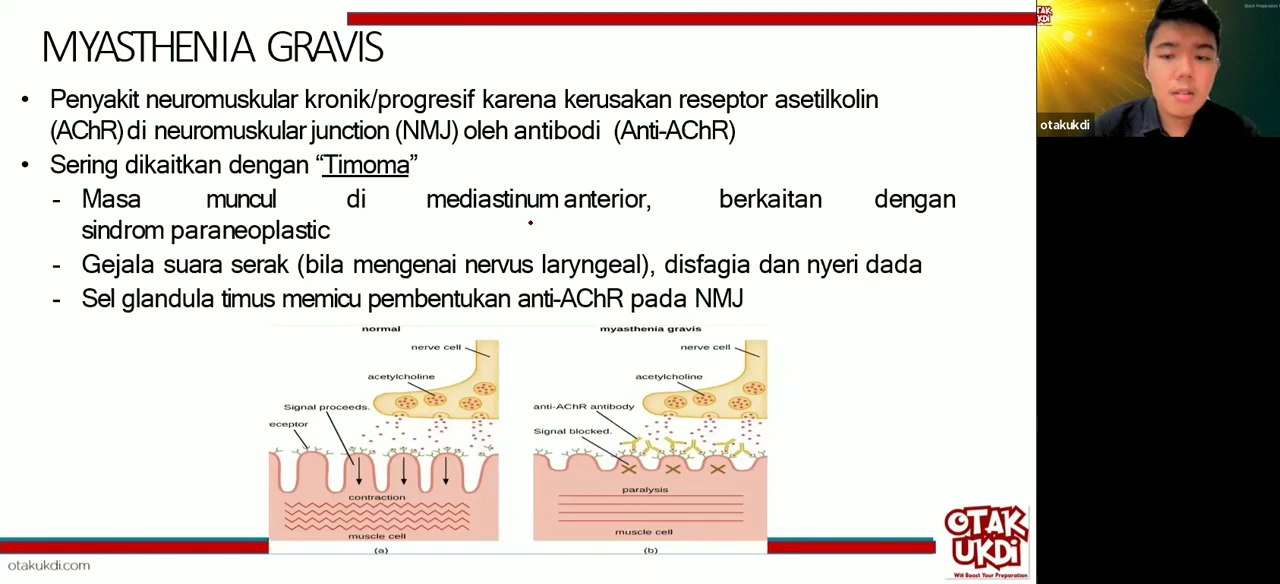 MYASTHENIA GRAVIS
• Penyakit neuromuskular kronik/progresif karena kerusakan reseptor asetilkolin
(AChR) di neuromuskular junction (NMJ) oleh antibodi (Anti-AChR)
• Sering dikaitkan dengan “Timoma”
- Masa muncul di mediastinum anterior, berkaitan dengan
sindrom paraneoplastic
- Gejala suara serak (bila mengenai nervus laryngeal), disfagia dan nyeri dada
- Sel glandula timus memicu pembentukan anti-AChR pada NMJ
normal
nerve cell
acetylcholine
Signal proceeds.
eceptor
contraction
muscle cell
(a)
myasthenia gravis
nerve cell
acetylcholine
anti-AChR antibody
Signal blocked.
paralysis
muscle cell
(b)
otakukdi
OTAK
UKDi
Will Boost Your Preparation
otakukdi.com